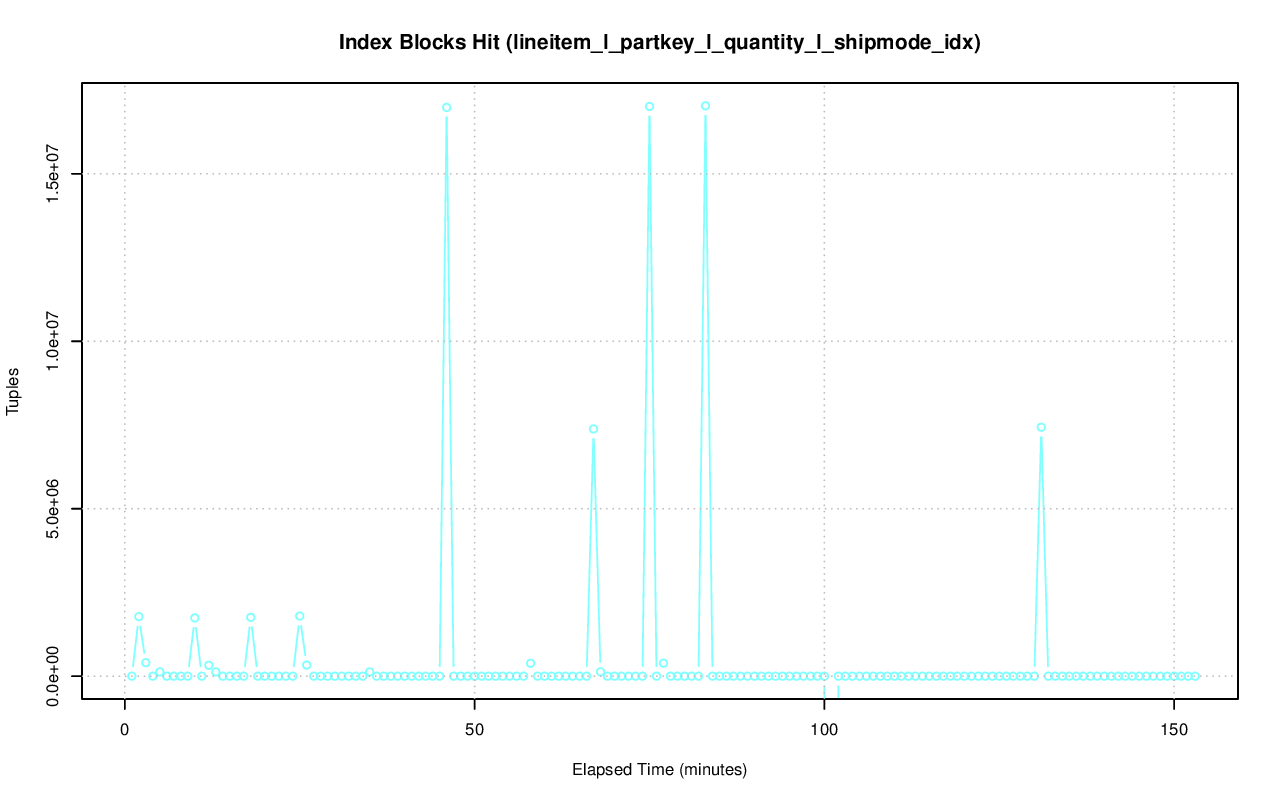 Index Blocks Hit (lineitem_l_partkey_l_quantity_l_shipmode_idx)
Tuples
1.5e+07
1.0e+07
5.0e+06
0.0e+00
0 50 100 150
Elapsed Time (minutes)